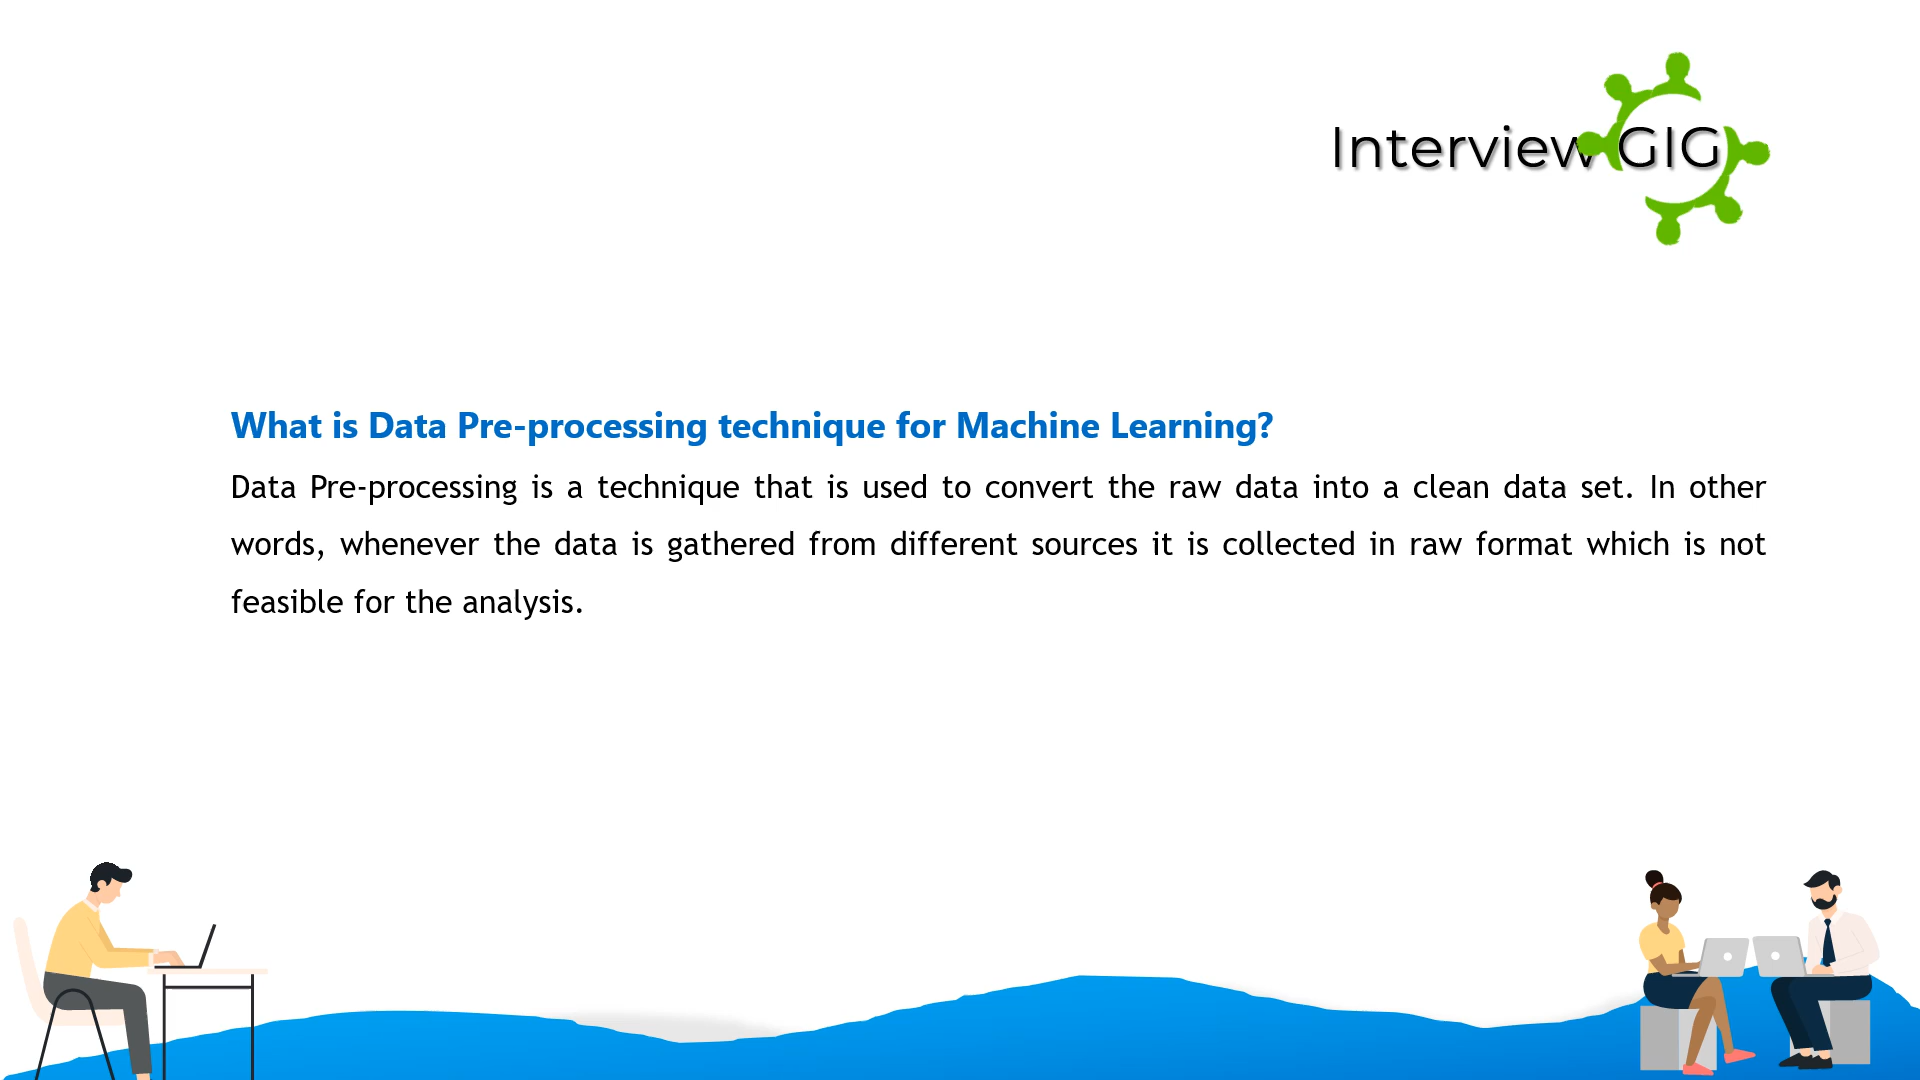 Interview GIG
What is Data Pre-processing technique for Machine Learning?
Data Pre-processing is a technique that is used to convert the raw data into a clean data set. In other
words, whenever the data is gathered from different sources it is collected in raw format which is not
feasible for the analysis.